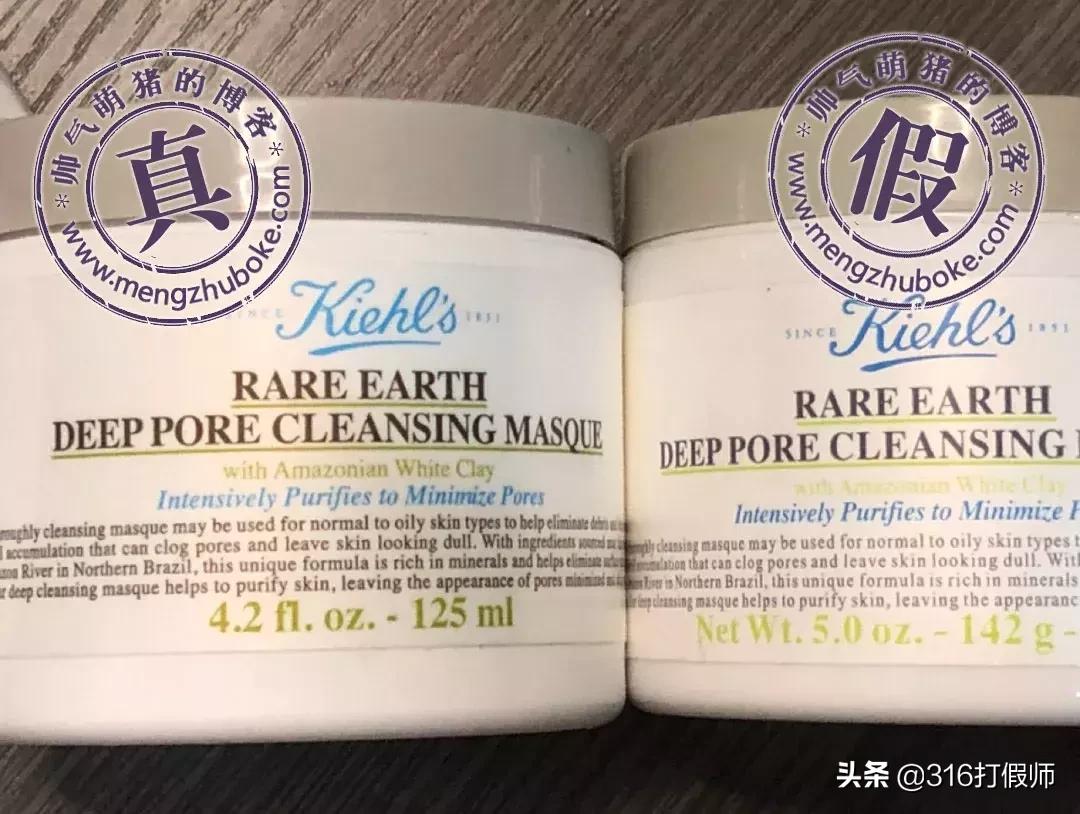 帅气萌猪的博客
真
www.mengzhuboke.com
Kiehl's
SINCE 1851
RARE EARTH
DEEP PORE CLEANSING MASQUE
with Amazonian White Clay
Intensively Purifies to Minimize Pores
roughly cleansing masque may be used for normal to oily skin types to help eliminate debris
accumulation that can clog pores and leave skin looking dull. With ingredients sourced
River in Northern Brazil, this unique formula is rich in minerals and helps eliminate
deep cleansing masque helps to purify skin, leaving the appearance of pores minimized
4.2 fl. oz. - 125 ml
帅气萌猪的博客
假
www.mengzhuboke.com
SINCE Kiehl's 1851
RARE EARTH
DEEP PORE CLEANSING
with Amazonian White Clay
Intensively Purifies to Minimize P
cleansing masque may be used for normal to oily skin types t
accumulation that can clog pores and leave skin looking dull. With
River in Northern Brazil, this unique formula is rich in minerals
deep cleansing masque helps to purify skin, leaving the appearanc
Net Wt. 5.0 oz. - 142 g -
头条 @316打假师